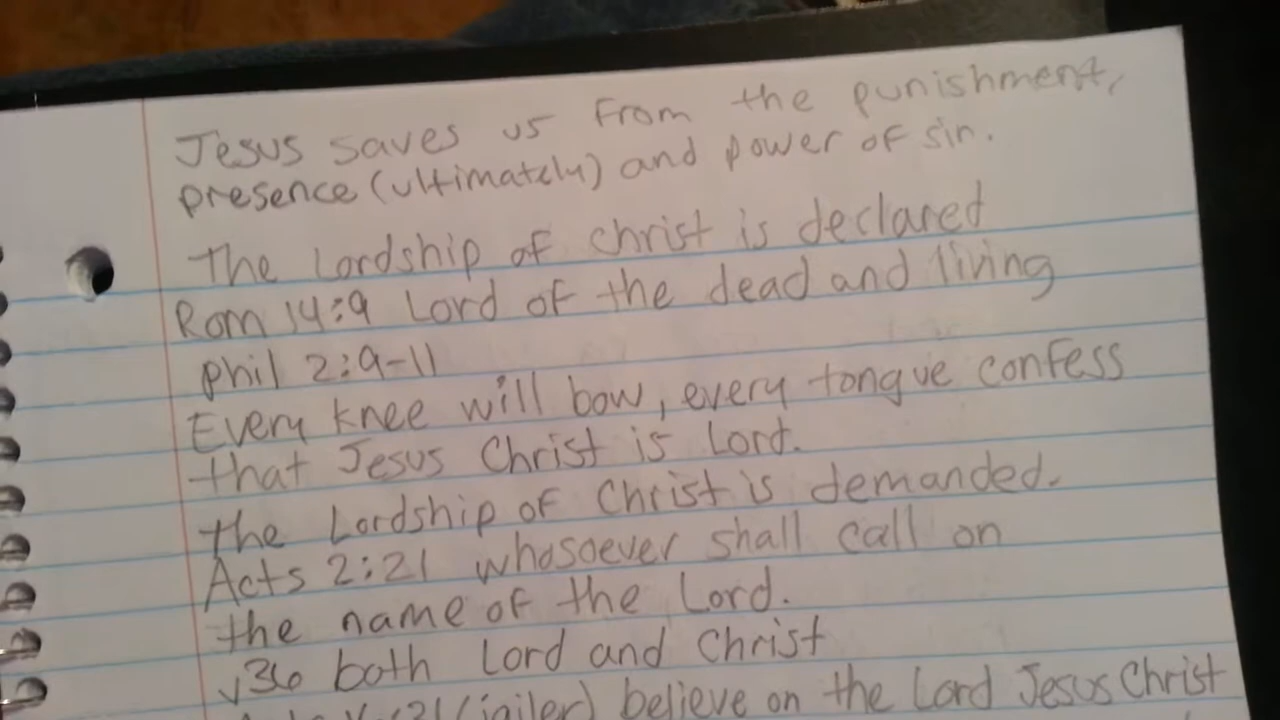 Jesus saves us from the punishment,
presence (ultimately) and power of sin.
The Lordship of Christ is declared
Rom 14:9 Lord of the dead and living
phil 2:9-11
Every knee will bow, every tongue confess
that Jesus Christ is Lord.
the Lordship of Christ is demanded.
Acts 2:21 whosoever shall call on
the name of the Lord.
v36 both Lord and Christ
(jailer) believe on the Lord Jesus Christ